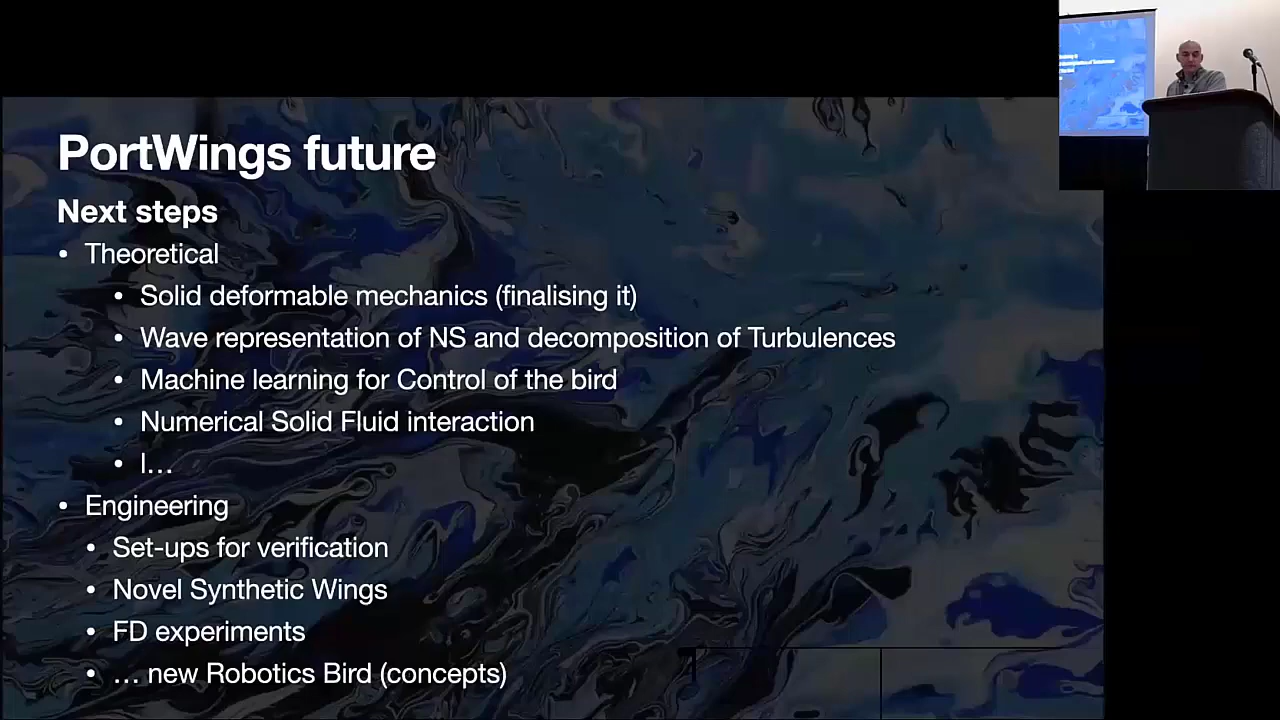 PortWings future
Next steps
• Theoretical
• Solid deformable mechanics (finalising it)
• Wave representation of NS and decomposition of Turbulences
• Machine learning for Control of the bird
• Numerical Solid Fluid interaction
• I…
• Engineering
• Set-ups for verification
• Novel Synthetic Wings
• FD experiments
• … new Robotics Bird (concepts)